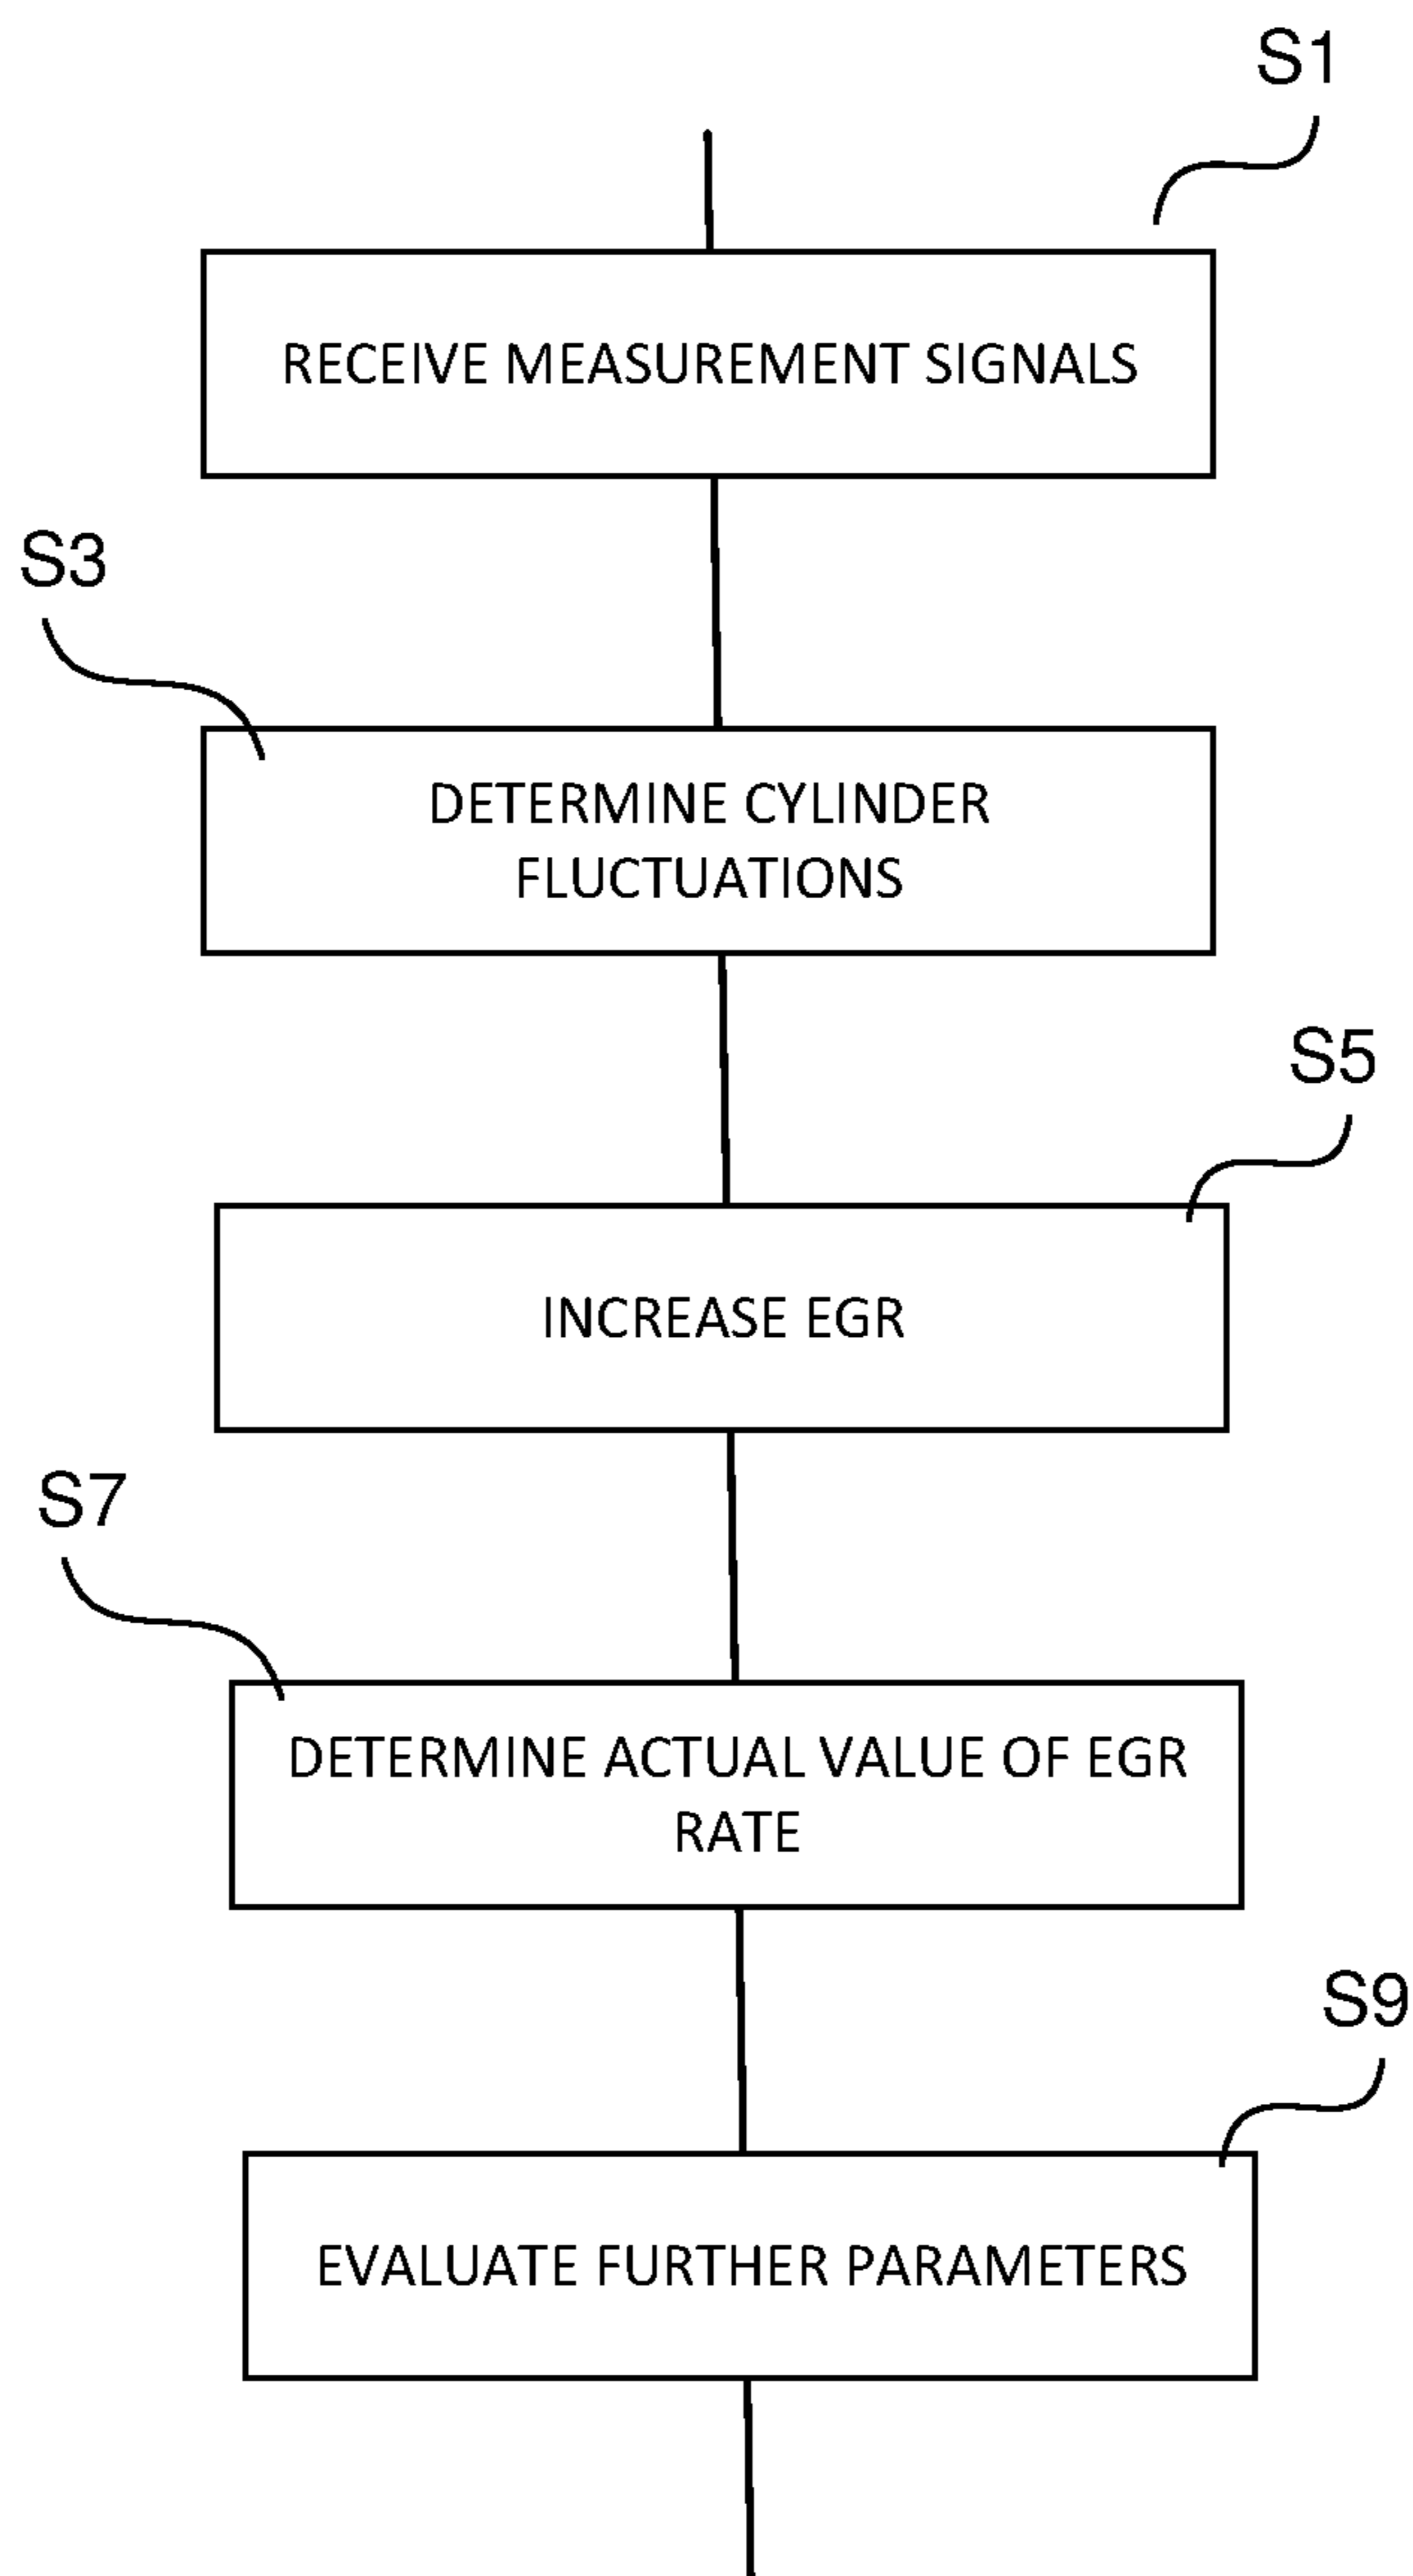 S1
RECEIVE MEASUREMENT SIGNALS
S3
DETERMINE CYLINDER
FLUCTUATIONS
S5
INCREASE EGR
S7
DETERMINE ACTUAL VALUE OF EGR
RATE
S9
EVALUATE FURTHER PARAMETERS